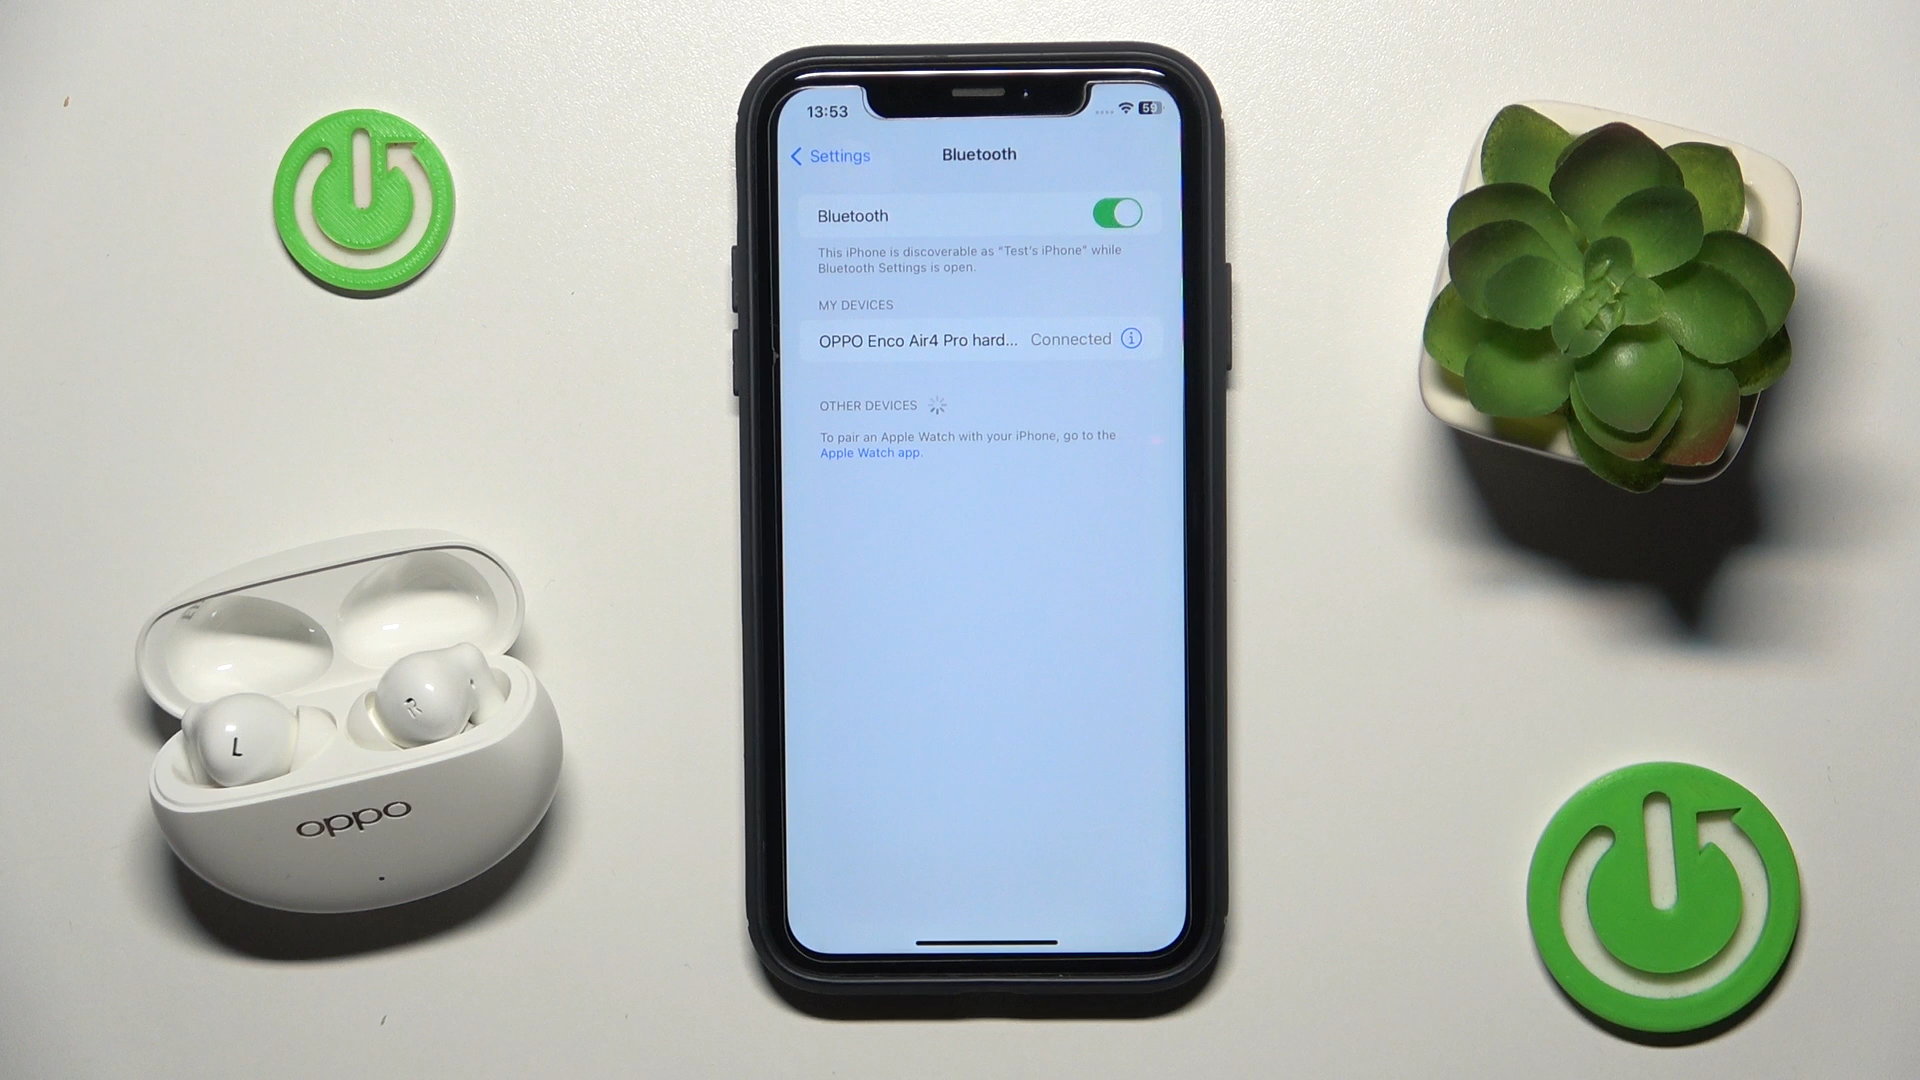 13:53
59
Settings
Bluetooth
Bluetooth
This iPhone is discoverable as “Test's iPhone” while
Bluetooth Settings is open.
MY DEVICES
OPPO Enco Air4 Pro hard... Connected
OTHER DEVICES
To pair an Apple Watch with your iPhone, go to the
Apple Watch app.
L
R
oppo